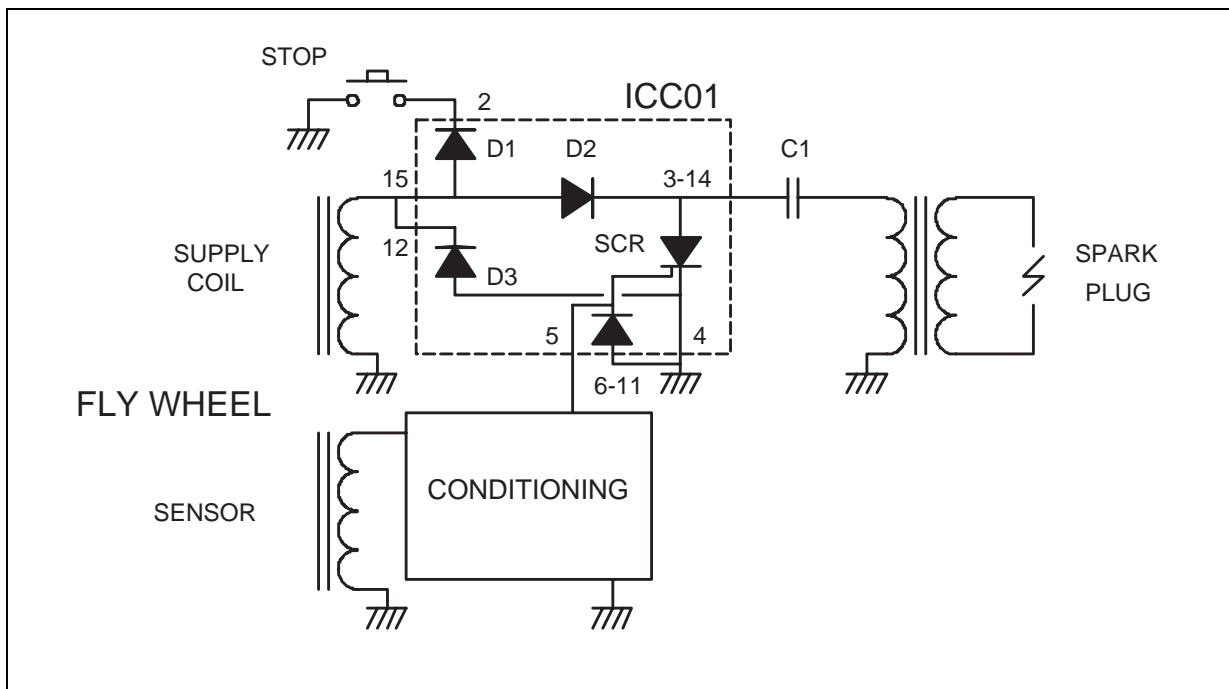 STOP
ICC01
2
D1
D2
C1
15
3-14
12
SCR
SUPPLY
COIL
D3
SPARK
PLUG
5
4
6-11
FLY WHEEL
CONDITIONING
SENSOR